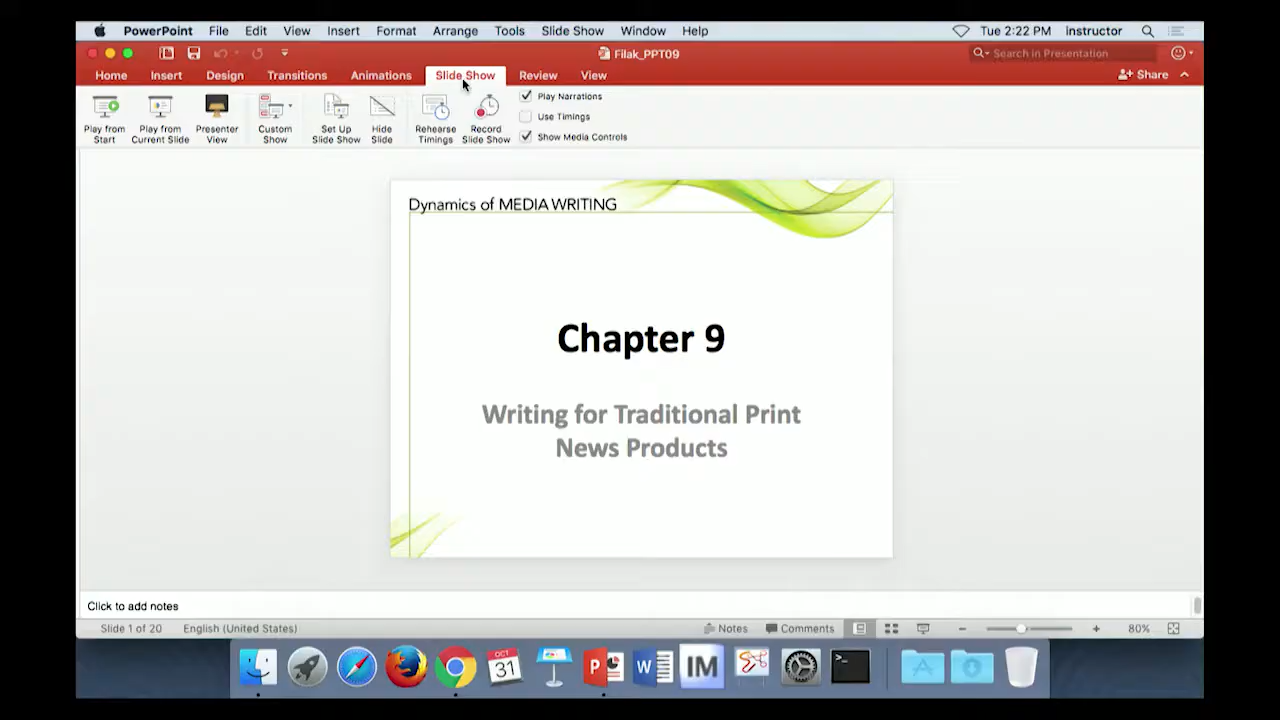 PowerPoint File Edit View Insert Format Arrange Tools Slide Show Window Help Tue 2:22 PM instructor
Filak_PPT09 Search in Presentation
Home Insert Design Transitions Animations Slide Show Review View Share
Play from Start
Play from Current Slide
Presenter View
Custom Show
Set Up Slide Show
Hide Slide
Rehearse Timings
Record Slide Show
Play Narrations
Use Timings
Show Media Controls
Dynamics of MEDIA WRITING
Chapter 9
Writing for Traditional Print
News Products
Click to add notes
Slide 1 of 20 English (United States) Notes Comments 80%
OCT
31
P
W
IM
>_